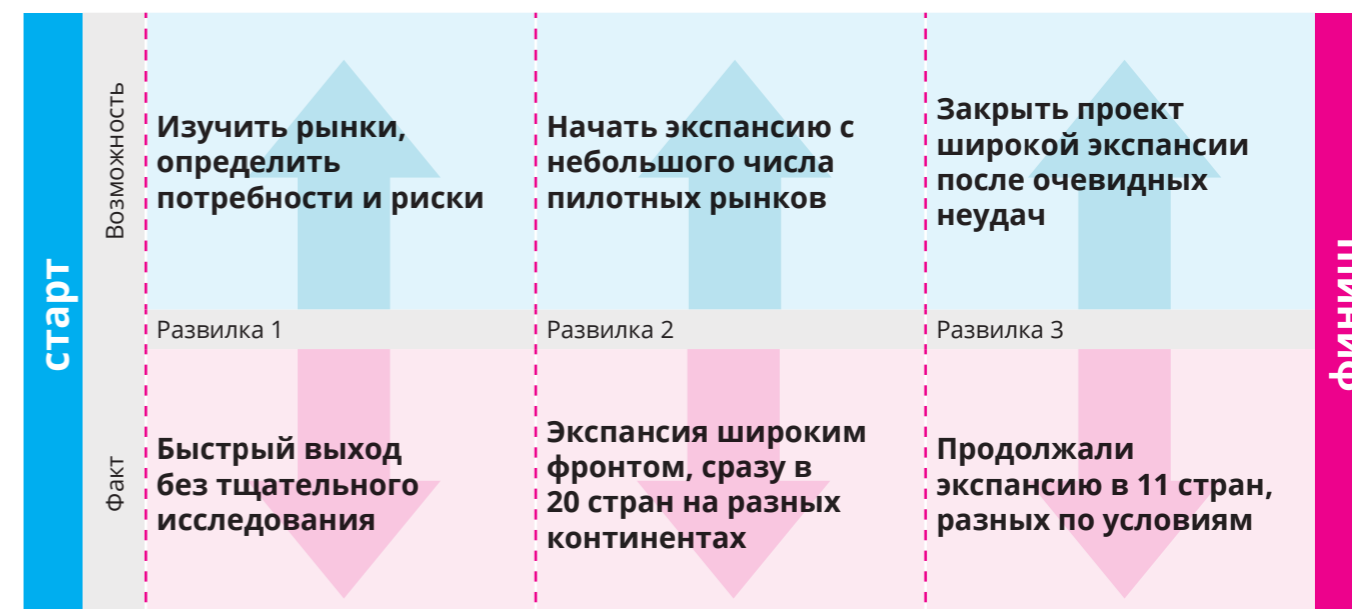 старт
Возможность
Изучить рынки,
определить
потребности и риски
Начать экспансию с
небольшого числа
пилотных рынков
Закрыть проект
широкой экспансии
после очевидных
неудач
Развилка 1
Развилка 2
Развилка 3
Факт
Быстрый выход
без тщательного
исследования
Экспансия широким
фронтом, сразу в
20 стран на разных
континентах
Продолжали
экспансию в 11 стран,
разных по условиям
финиш